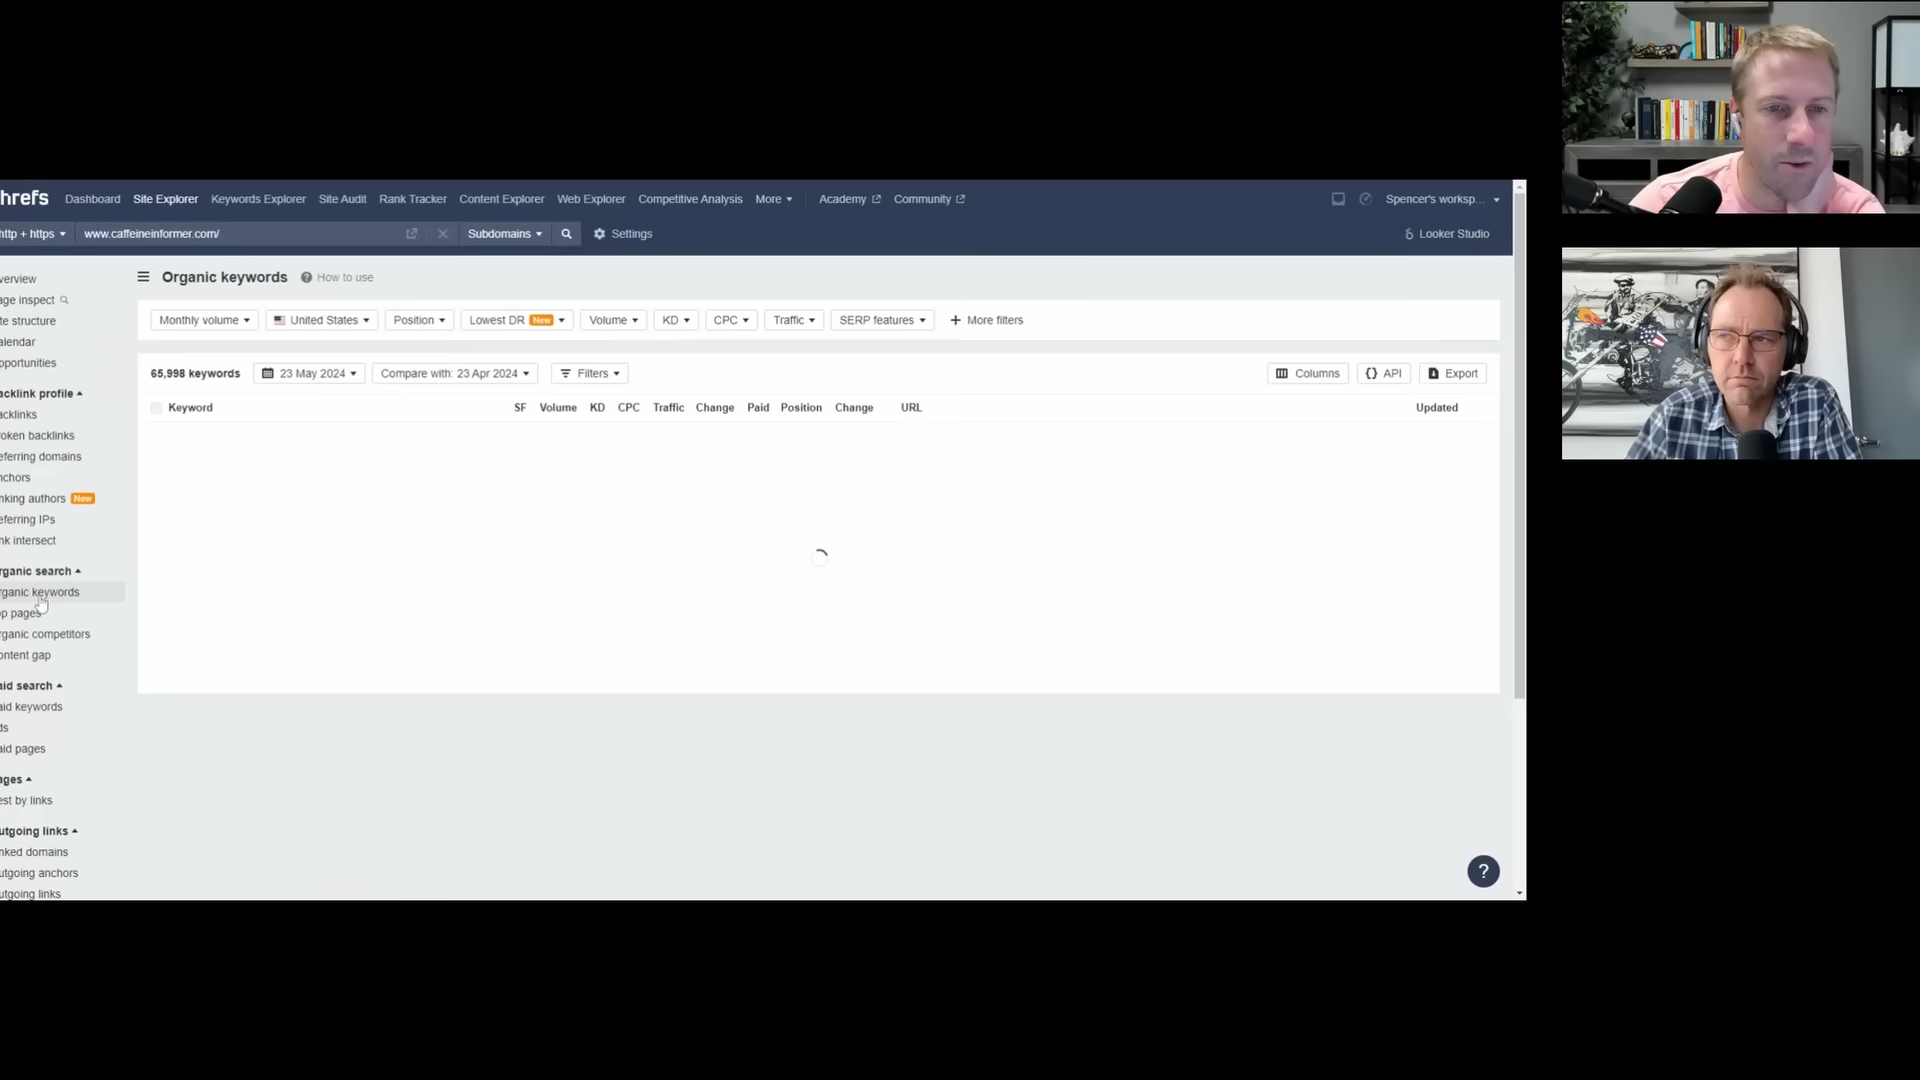 hrefs Dashboard Site Explorer Keywords Explorer Site Audit Rank Tracker Content Explorer Web Explorer Competitive Analysis More Academy Community Spencer's worksp...
http + https www.caffeineinformer.com/ Subdomains Settings Looker Studio
verview
age inspect
te structure
alendar
pportunities
acklink profile
acklinks
oken backlinks
eferring domains
nchors
nking authors New
eferring IPs
nk intersect
rganic search
rganic keywords
op pages
rganic competitors
ontent gap
aid search
aid keywords
ds
aid pages
ages
est by links
utgoing links
nked domains
utgoing anchors
utgoing links
Organic keywords ? How to use
Monthly volume United States Position Lowest DR New Volume KD CPC Traffic SERP features + More filters
65,998 keywords 23 May 2024 Compare with: 23 Apr 2024 Filters Columns {} API Export
Keyword SF Volume KD CPC Traffic Change Paid Position Change URL Updated
?